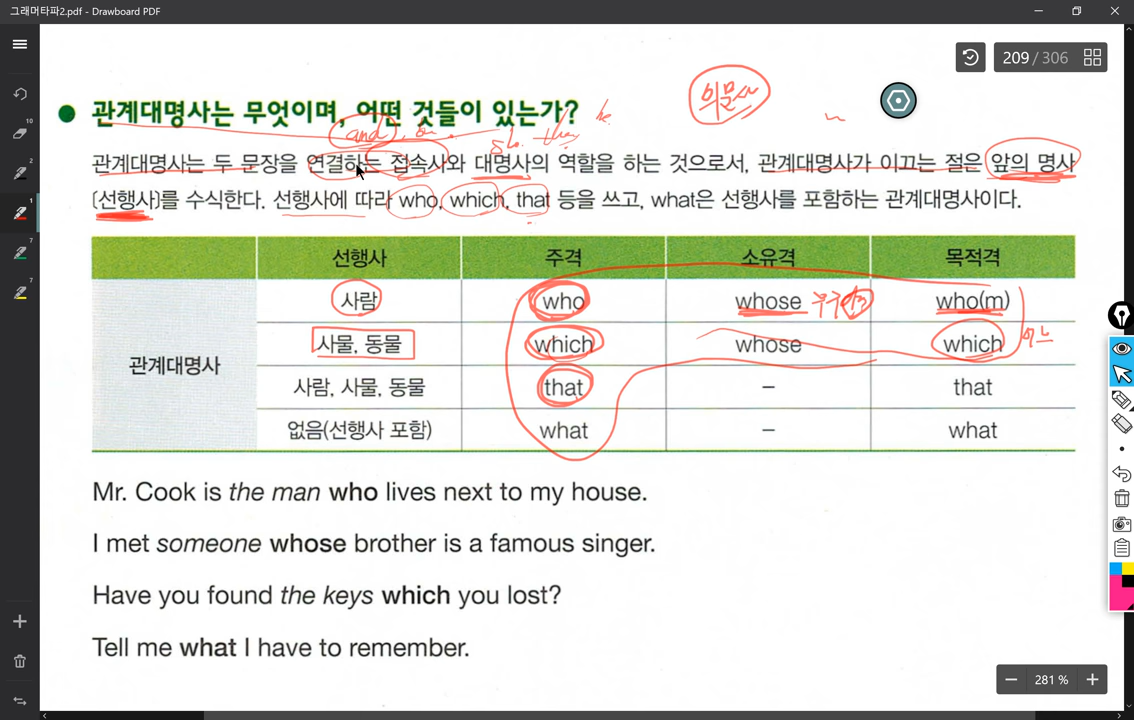 그래머타파2.pdf - Drawboard PDF
209 / 306
의문사
관계대명사는 무엇이며, 어떤 것들이 있는가?
and
관계대명사는 두 문장을 연결하는 접속사와 대명사의 역할을 하는 것으로서, 관계대명사가 이끄는 절은 앞의 명사
(선행사)를 수식한다. 선행사에 따라 who, which, that 등을 쓰고, what은 선행사를 포함하는 관계대명사이다.
선행사 주격 소유격 목적격
사람 who whose who(m)
사물, 동물 which whose which
관계대명사
사람, 사물, 동물 that – that
없음(선행사 포함) what – what
Mr. Cook is the man who lives next to my house.
I met someone whose brother is a famous singer.
Have you found the keys which you lost?
Tell me what I have to remember.
281 %
10
2
1
7
7